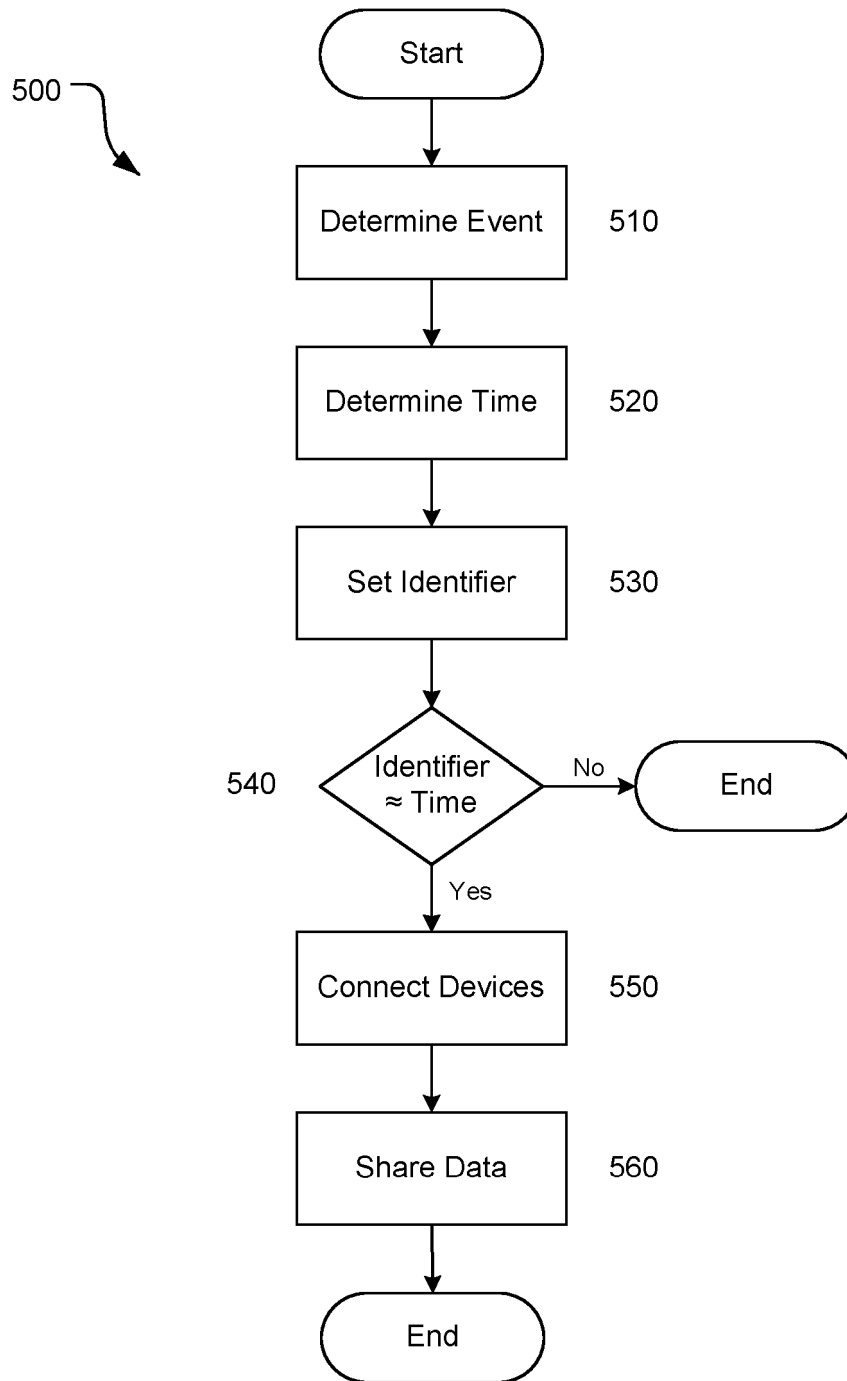 Start
500
Determine Event 510
Determine Time 520
Set Identifier 530
540
Identifier
≈ Time
No
End
Yes
Connect Devices 550
Share Data 560
End